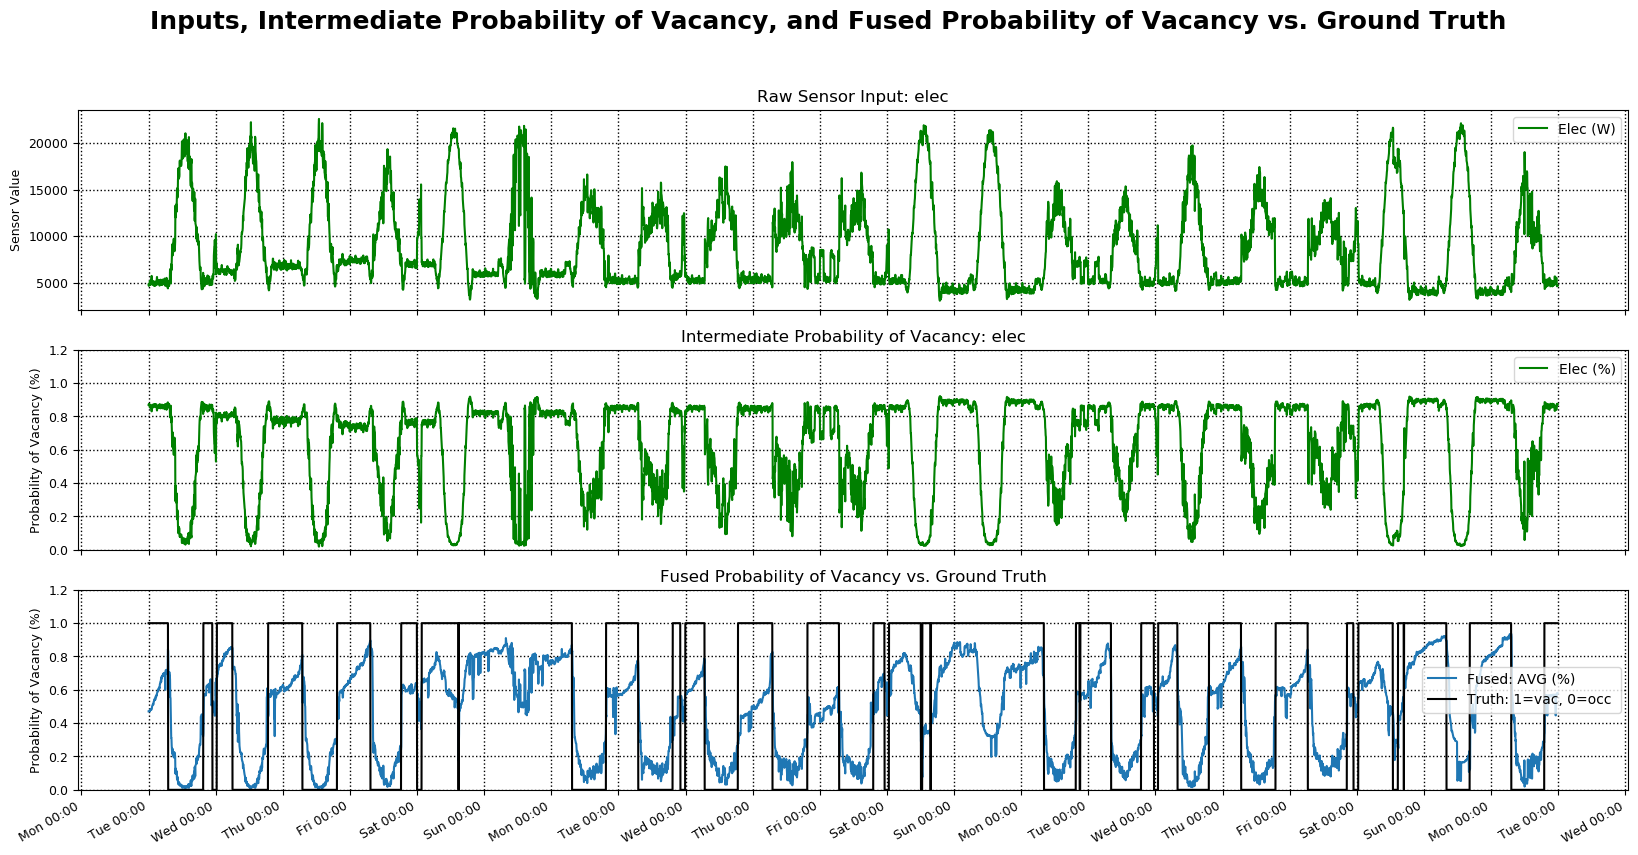 Inputs, Intermediate Probability of Vacancy, and Fused Probability of Vacancy vs. Ground Truth
Raw Sensor Input: elec
Sensor Value
20000
15000
10000
5000
Elec (W)
Intermediate Probability of Vacancy: elec
Probability of Vacancy (%)
1.2
1.0
0.8
0.6
0.4
0.2
0.0
Elec (%)
Fused Probability of Vacancy vs. Ground Truth
Probability of Vacancy (%)
1.2
1.0
0.8
0.6
0.4
0.2
0.0
Fused: AVG (%)
Truth: 1=vac, 0=occ
Mon 00:00
Tue 00:00
Wed 00:00
Thu 00:00
Fri 00:00
Sat 00:00
Sun 00:00
Mon 00:00
Tue 00:00
Wed 00:00
Thu 00:00
Fri 00:00
Sat 00:00
Sun 00:00
Mon 00:00
Tue 00:00
Wed 00:00
Thu 00:00
Fri 00:00
Sat 00:00
Sun 00:00
Mon 00:00
Tue 00:00
Wed 00:00